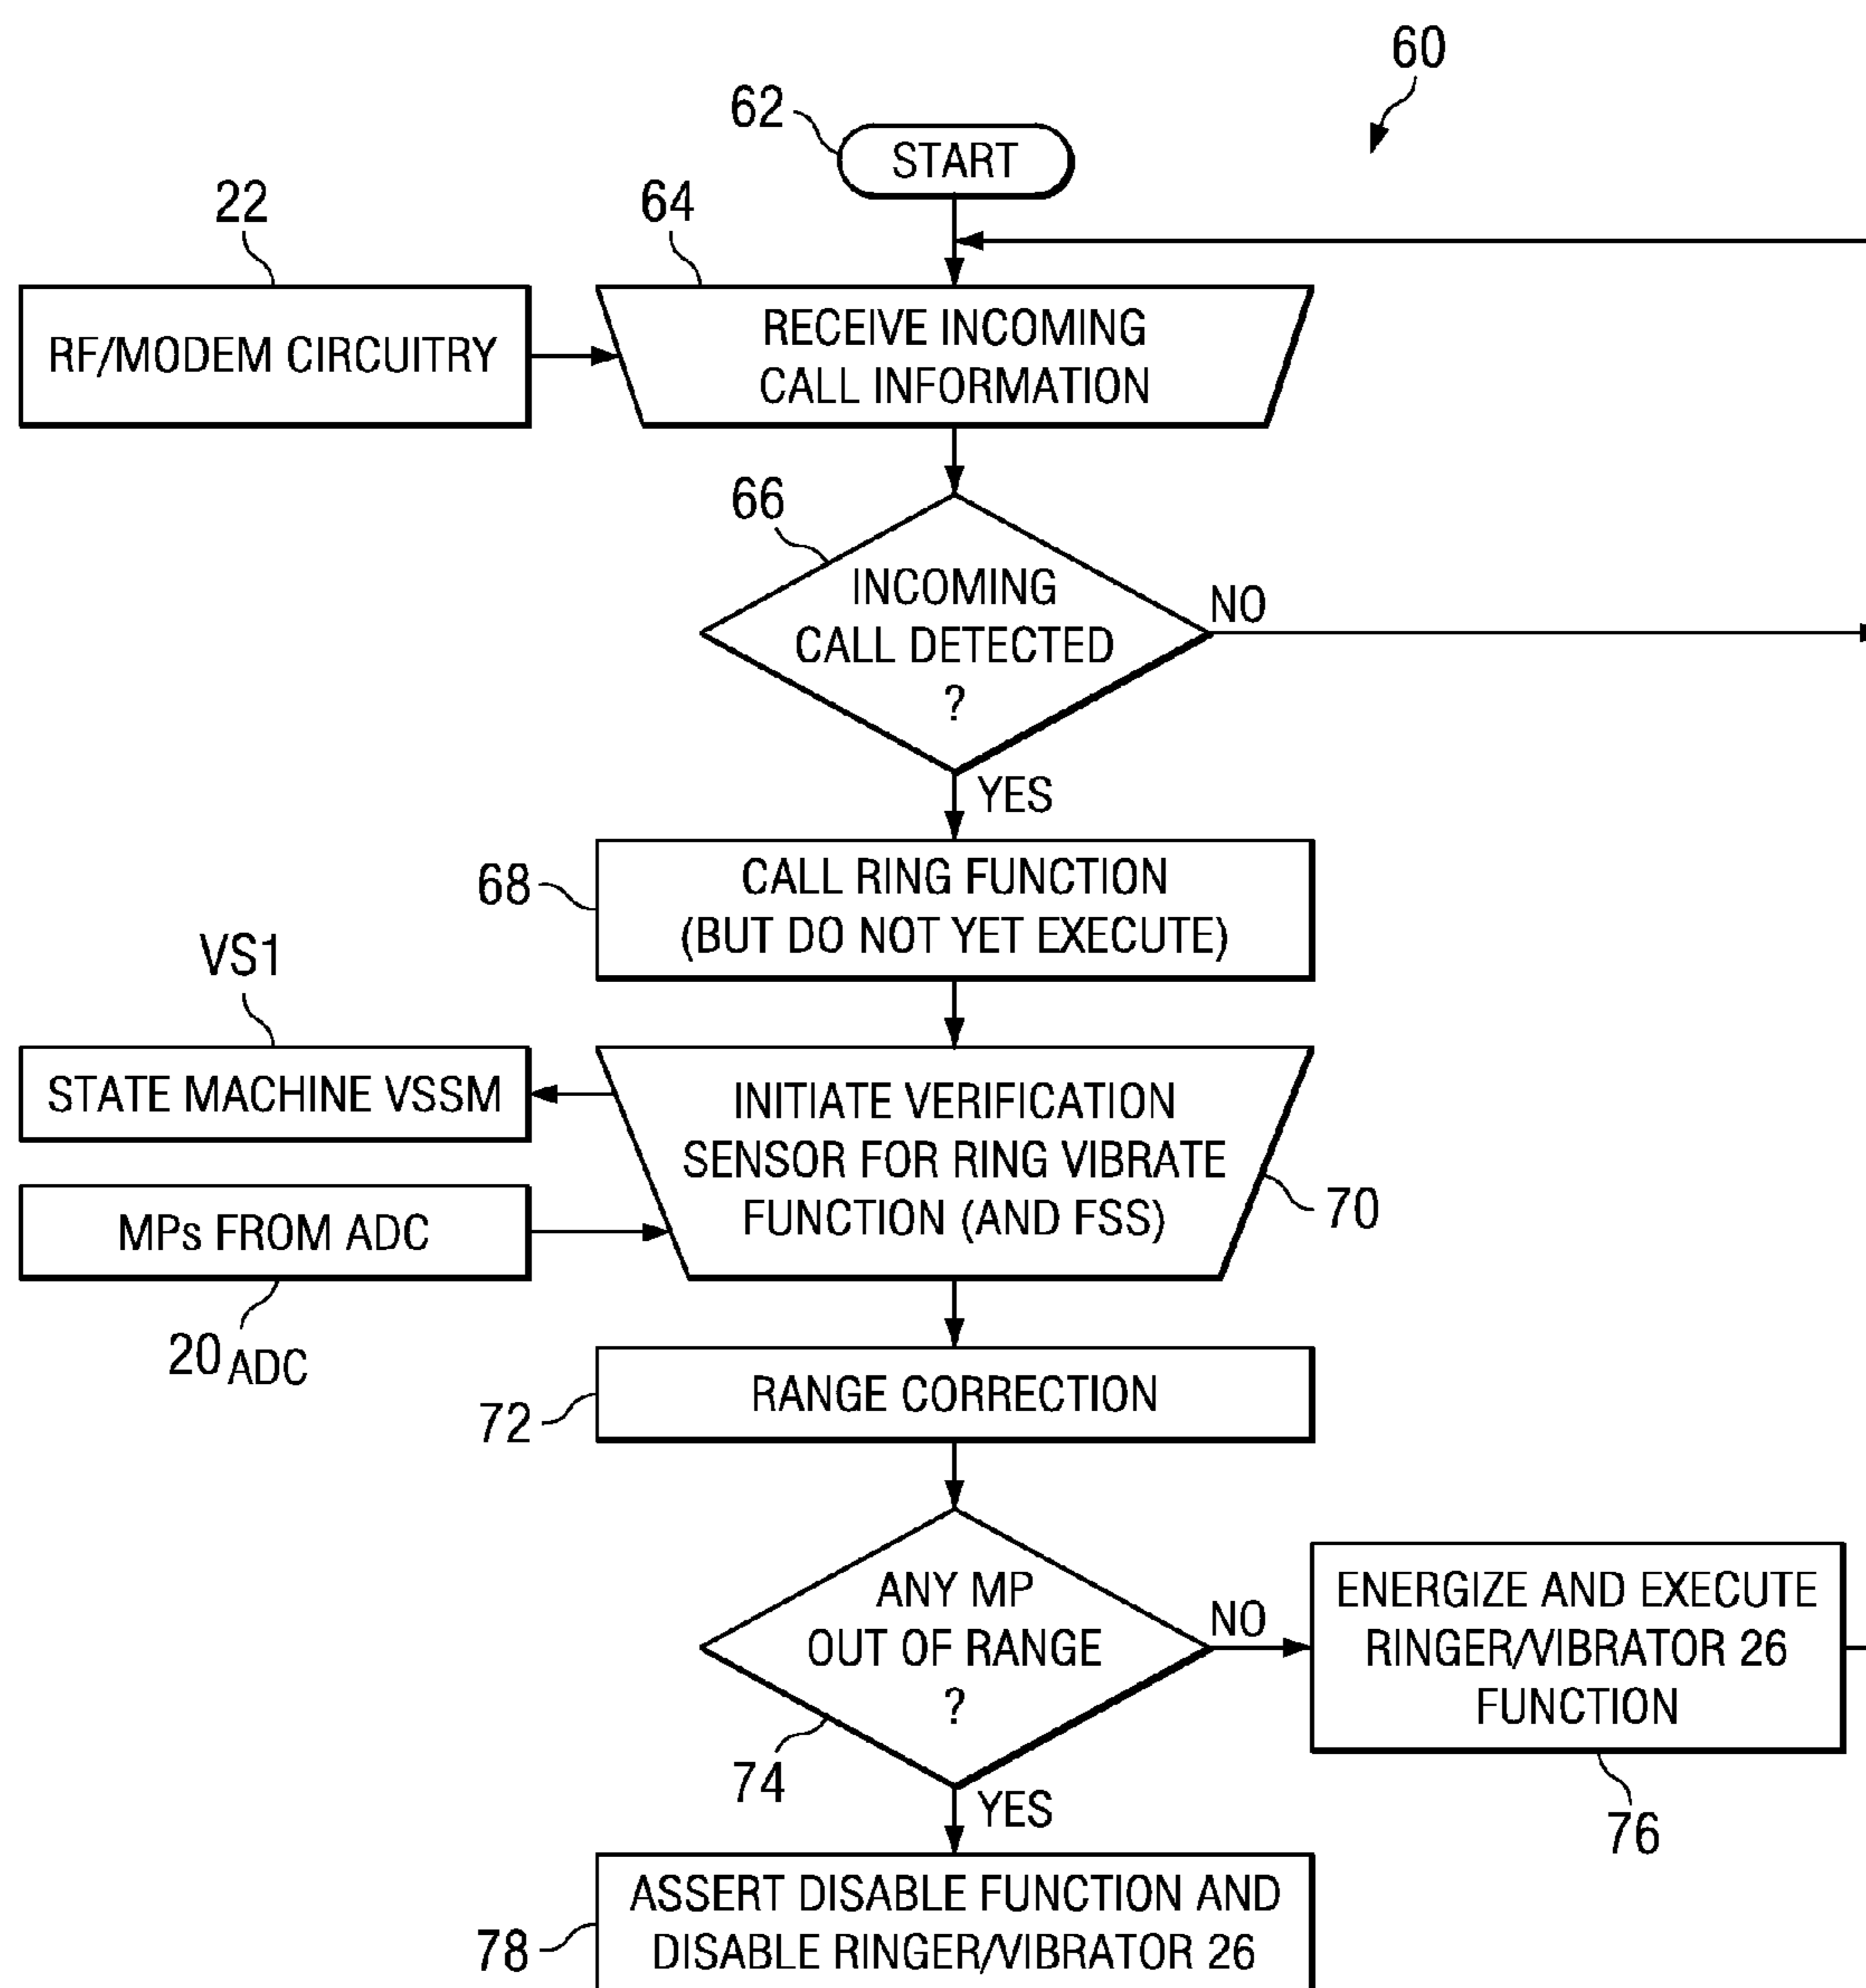 60
62
START
22
64
RF/MODEM CIRCUITRY
RECEIVE INCOMING
CALL INFORMATION
66
INCOMING
CALL DETECTED
?
NO
YES
68
CALL RING FUNCTION
(BUT DO NOT YET EXECUTE)
VS1
STATE MACHINE VSSM
INITIATE VERIFICATION
SENSOR FOR RING VIBRATE
FUNCTION (AND FSS)
70
MPs FROM ADC
20 ADC
72
RANGE CORRECTION
ANY MP
OUT OF RANGE
?
NO
74
YES
ENERGIZE AND EXECUTE
RINGER/VIBRATOR 26
FUNCTION
76
78
ASSERT DISABLE FUNCTION AND
DISABLE RINGER/VIBRATOR 26